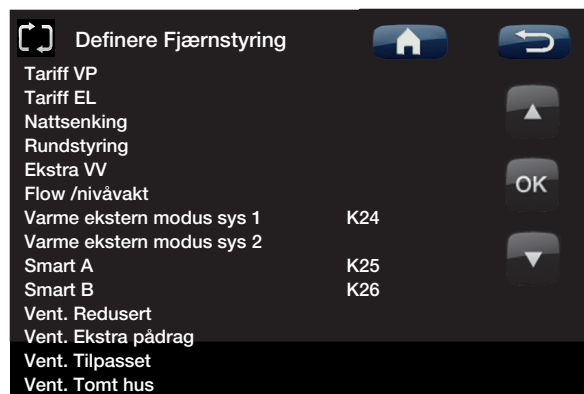 Definere Fjærnstyring
Tariff VP
Tariff EL
Nattsenking
Rundstyring
Ekstra VV
Flow /nivåvakt
Varme ekstern modus sys 1 K24
Varme ekstern modus sys 2
Smart A K25
Smart B K26
Vent. Redusert
Vent. Ekstra pådrag
Vent. Tilpasset
Vent. Tomt hus
OK